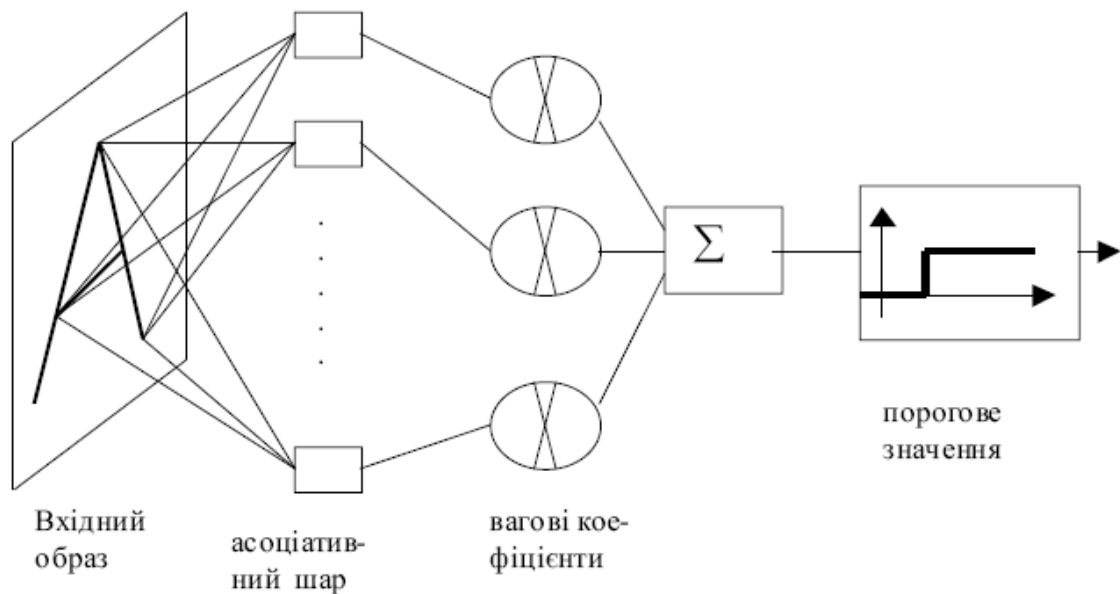 Σ
порогове
значення
Вхідний
образ
асоціатив-
ний шар
вагові кое-
фіцієнти